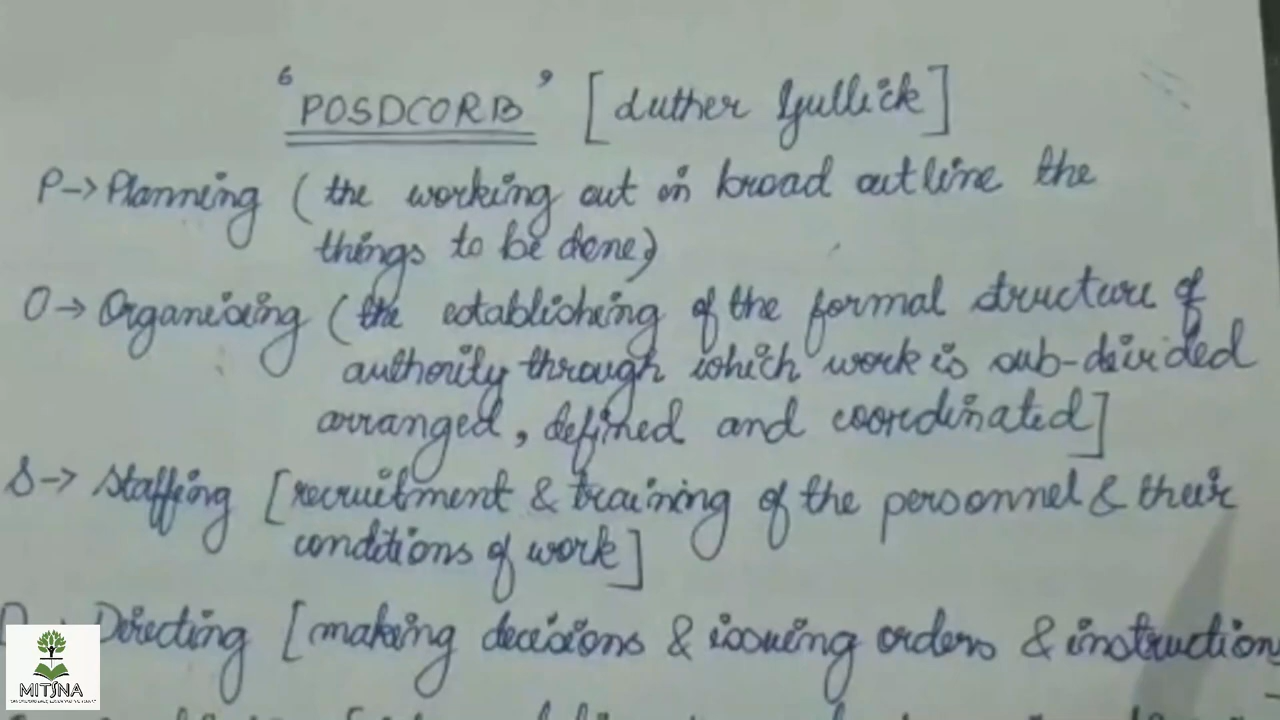 'POSDCORB' [Luther Gullick]
P→ Planning (the working out in broad outline the
things to be done)
O→ Organising (the establishing of the formal structure of
authority through which work is sub-divided
arranged, defined and coordinated]
S→ Staffing [recruitment & training of the personnel & their
conditions of work]
D→ Directing [making decisions & issuing orders & instruction
MITSNA